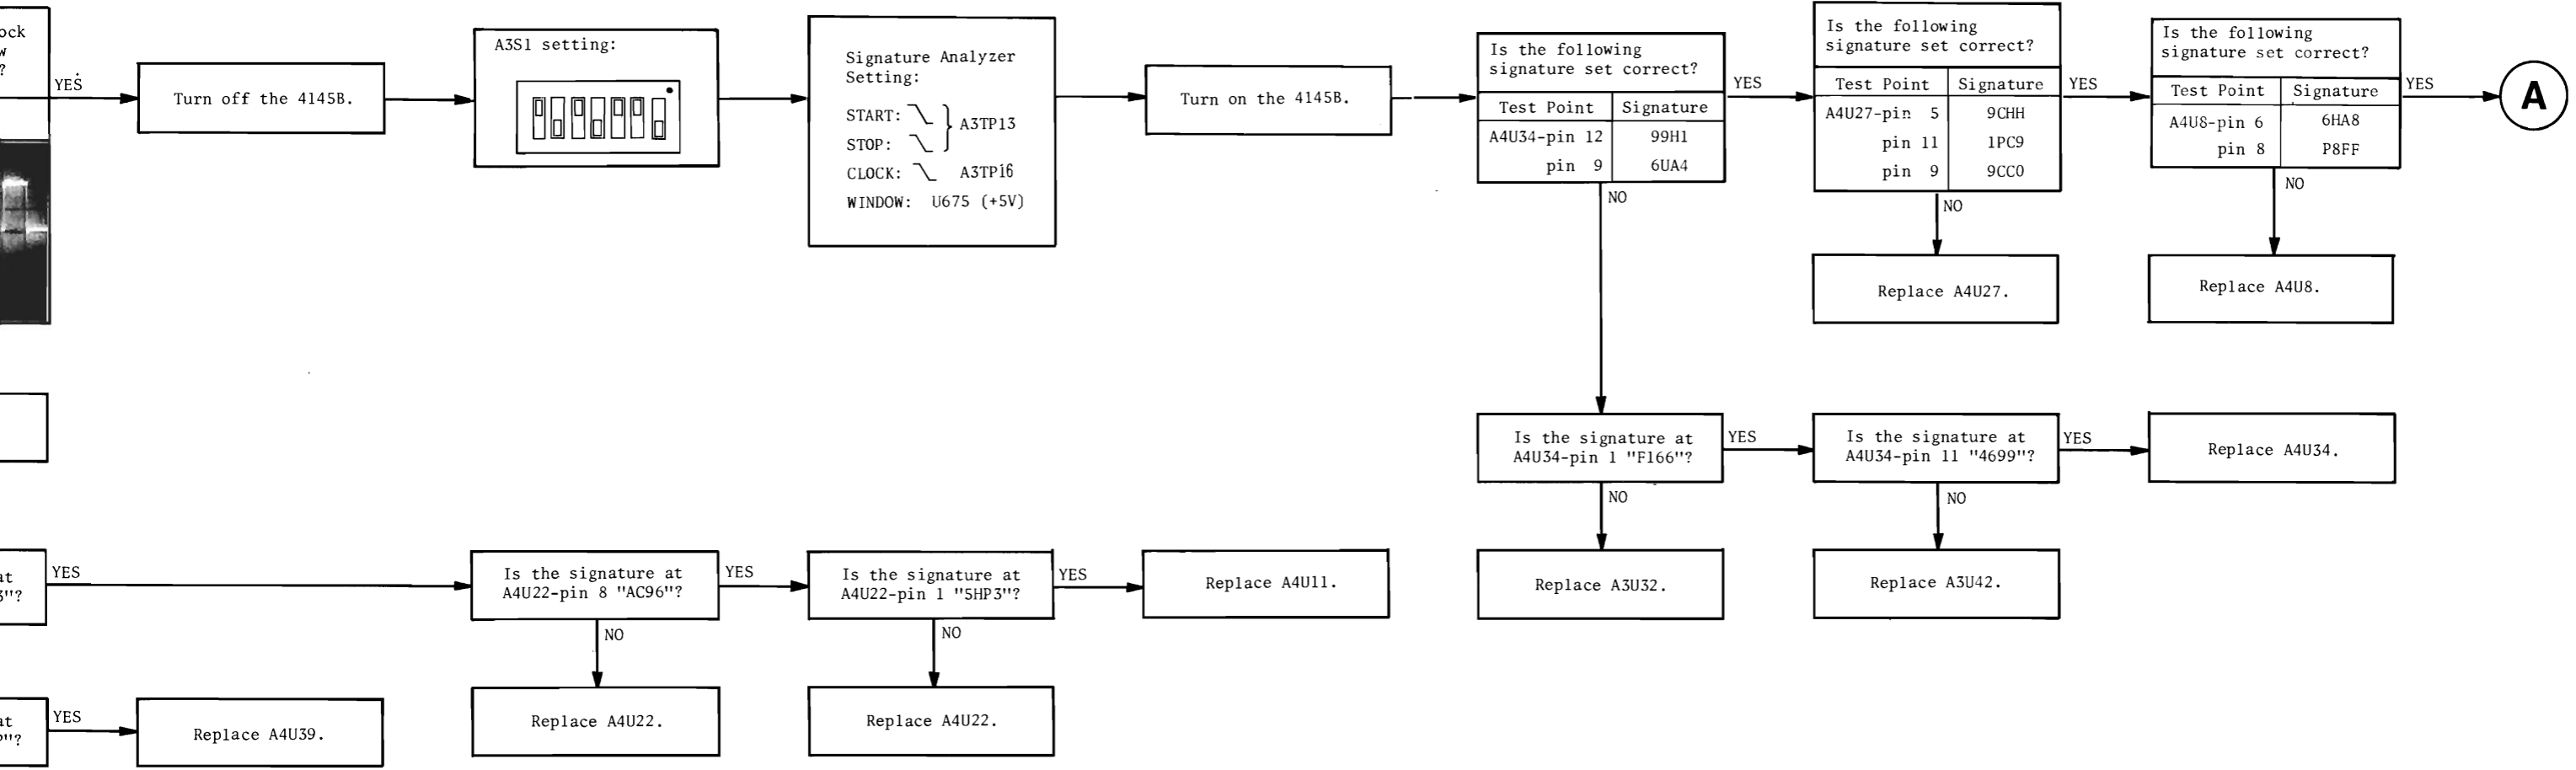 ock
w
?
YES
Turn off the 4145B.
A3S1 setting:
Signature Analyzer
Setting:
START: } A3TP13
STOP:
CLOCK: A3TP16
WINDOW: U675 (+5V)
Turn on the 4145B.
Is the following
signature set correct?
Test Point Signature
A4U34-pin 12 99H1
pin 9 6UA4
YES
NO
Is the following
signature set correct?
Test Point Signature
A4U27-pin 5 9CHH
pin 11 1PC9
pin 9 9CC0
YES
NO
Replace A4U27.
Is the following
signature set correct?
Test Point Signature
A4U8-pin 6 6HA8
pin 8 P8FF
YES
NO
Replace A4U8.
A
Is the signature at
A4U34-pin 1 "F166"?
YES
NO
Is the signature at
A4U34-pin 11 "4699"?
YES
NO
Replace A4U34.
Replace A3U32.
Replace A3U42.
at
3"?
YES
Is the signature at
A4U22-pin 8 "AC96"?
YES
NO
Is the signature at
A4U22-pin 1 "5HP3"?
YES
NO
Replace A4U11.
Replace A4U22.
Replace A4U22.
at
"?
YES
Replace A4U39.